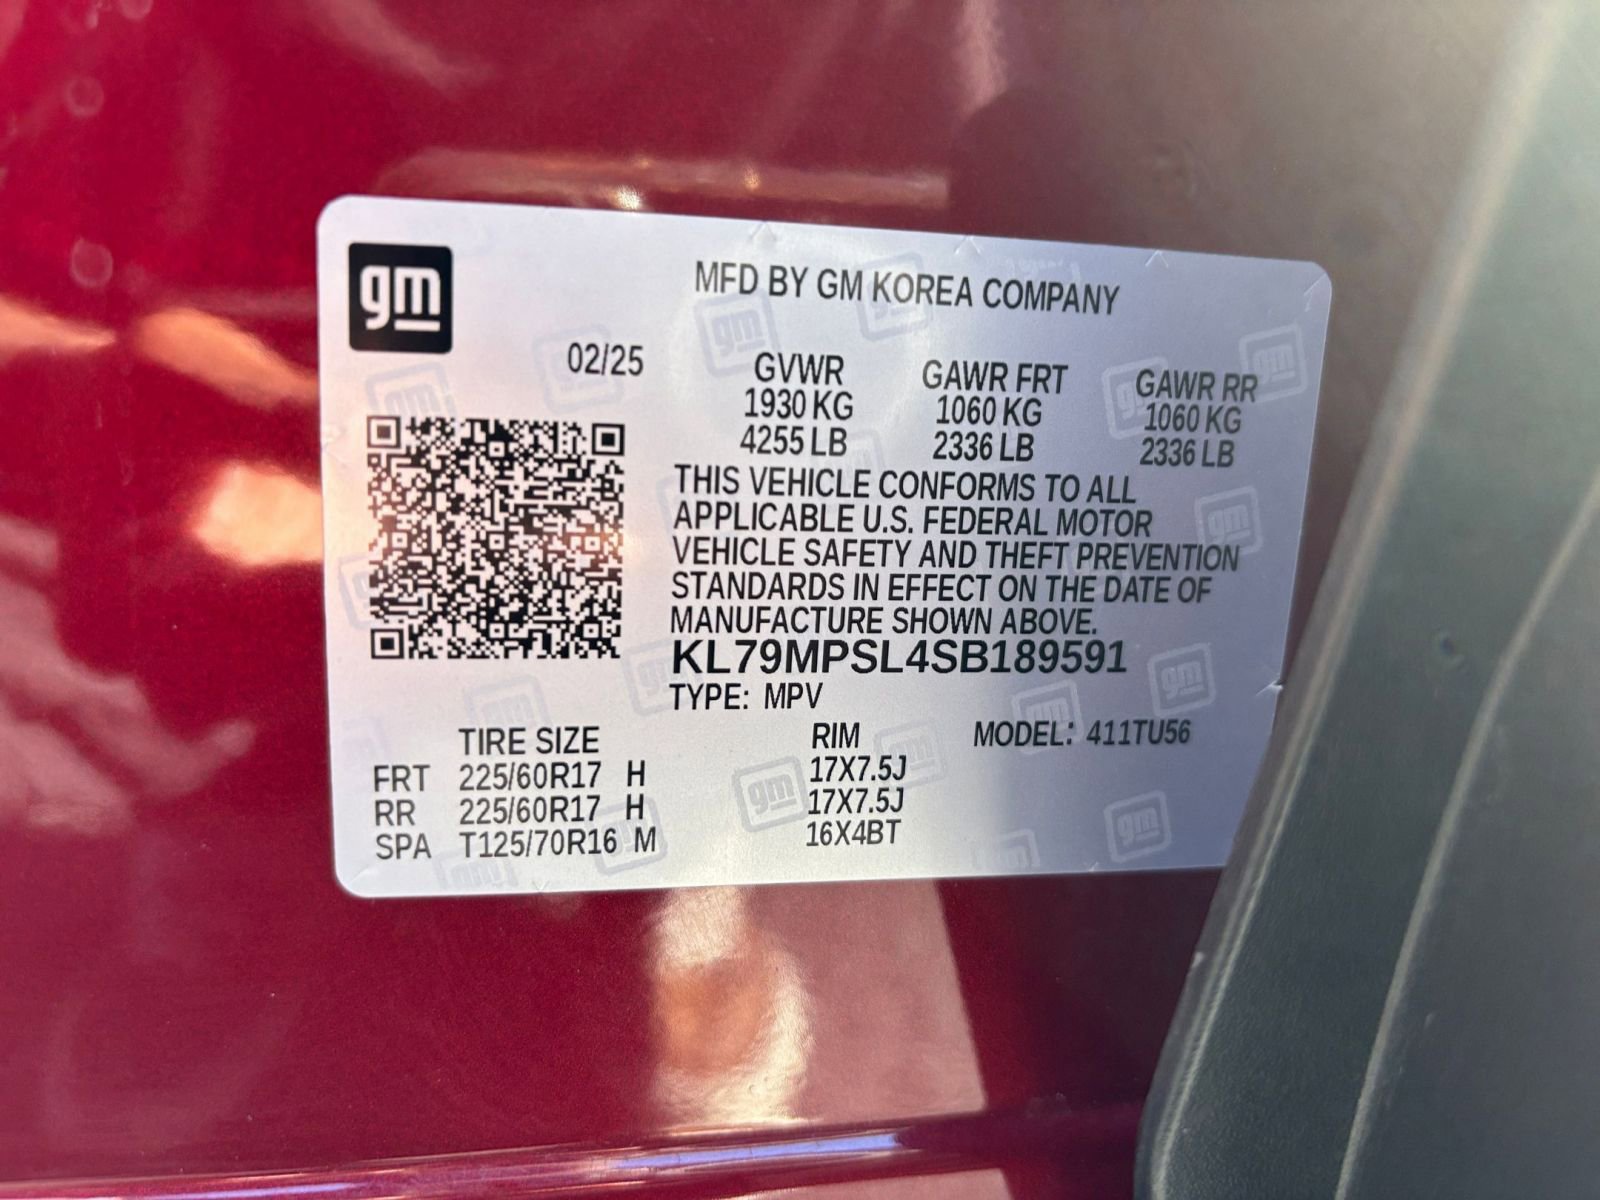 gm
MFD BY GM KOREA COMPANY
02/25
GVWR GAWR FRT GAWR RR
1930 KG 1060 KG 1060 KG
4255 LB 2336 LB 2336 LB
THIS VEHICLE CONFORMS TO ALL
APPLICABLE U.S. FEDERAL MOTOR
VEHICLE SAFETY AND THEFT PREVENTION
STANDARDS IN EFFECT ON THE DATE OF
MANUFACTURE SHOWN ABOVE.
KL79MPSL4SB189591
TYPE: MPV
TIRE SIZE RIM MODEL: 411TU56
FRT 225/60R17 H 17X7.5J
RR 225/60R17 H 17X7.5J
SPA T125/70R16 M 16X4BT